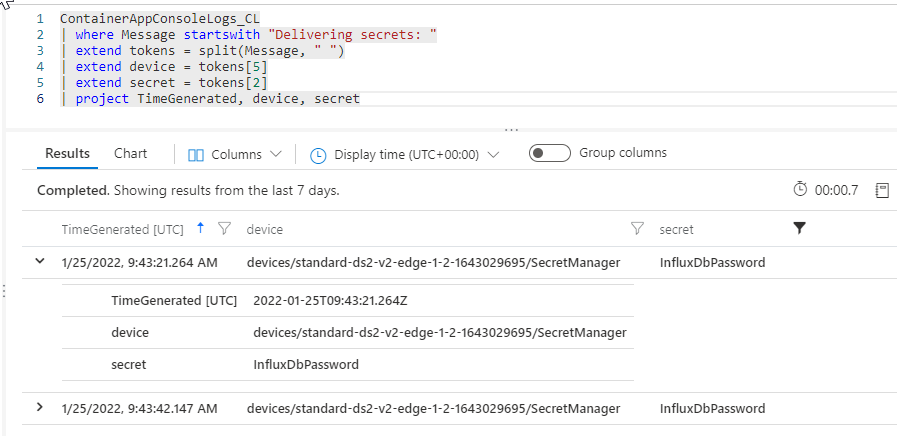 1 ContainerAppConsoleLogs_CL
2 | where Message startswith "Delivering secrets: "
3 | extend tokens = split(Message, " ")
4 | extend device = tokens[5]
5 | extend secret = tokens[2]
6 | project TimeGenerated, device, secret
...
Results Chart Columns Display time (UTC+00:00) Group columns
Completed. Showing results from the last 7 days. 00:00.7
TimeGenerated [UTC] device secret
1/25/2022, 9:43:21.264 AM devices/standard-ds2-v2-edge-1-2-1643029695/SecretManager InfluxDbPassword
TimeGenerated [UTC] 2022-01-25T09:43:21.264Z
device devices/standard-ds2-v2-edge-1-2-1643029695/SecretManager
secret InfluxDbPassword
1/25/2022, 9:43:42.147 AM devices/standard-ds2-v2-edge-1-2-1643029695/SecretManager InfluxDbPassword